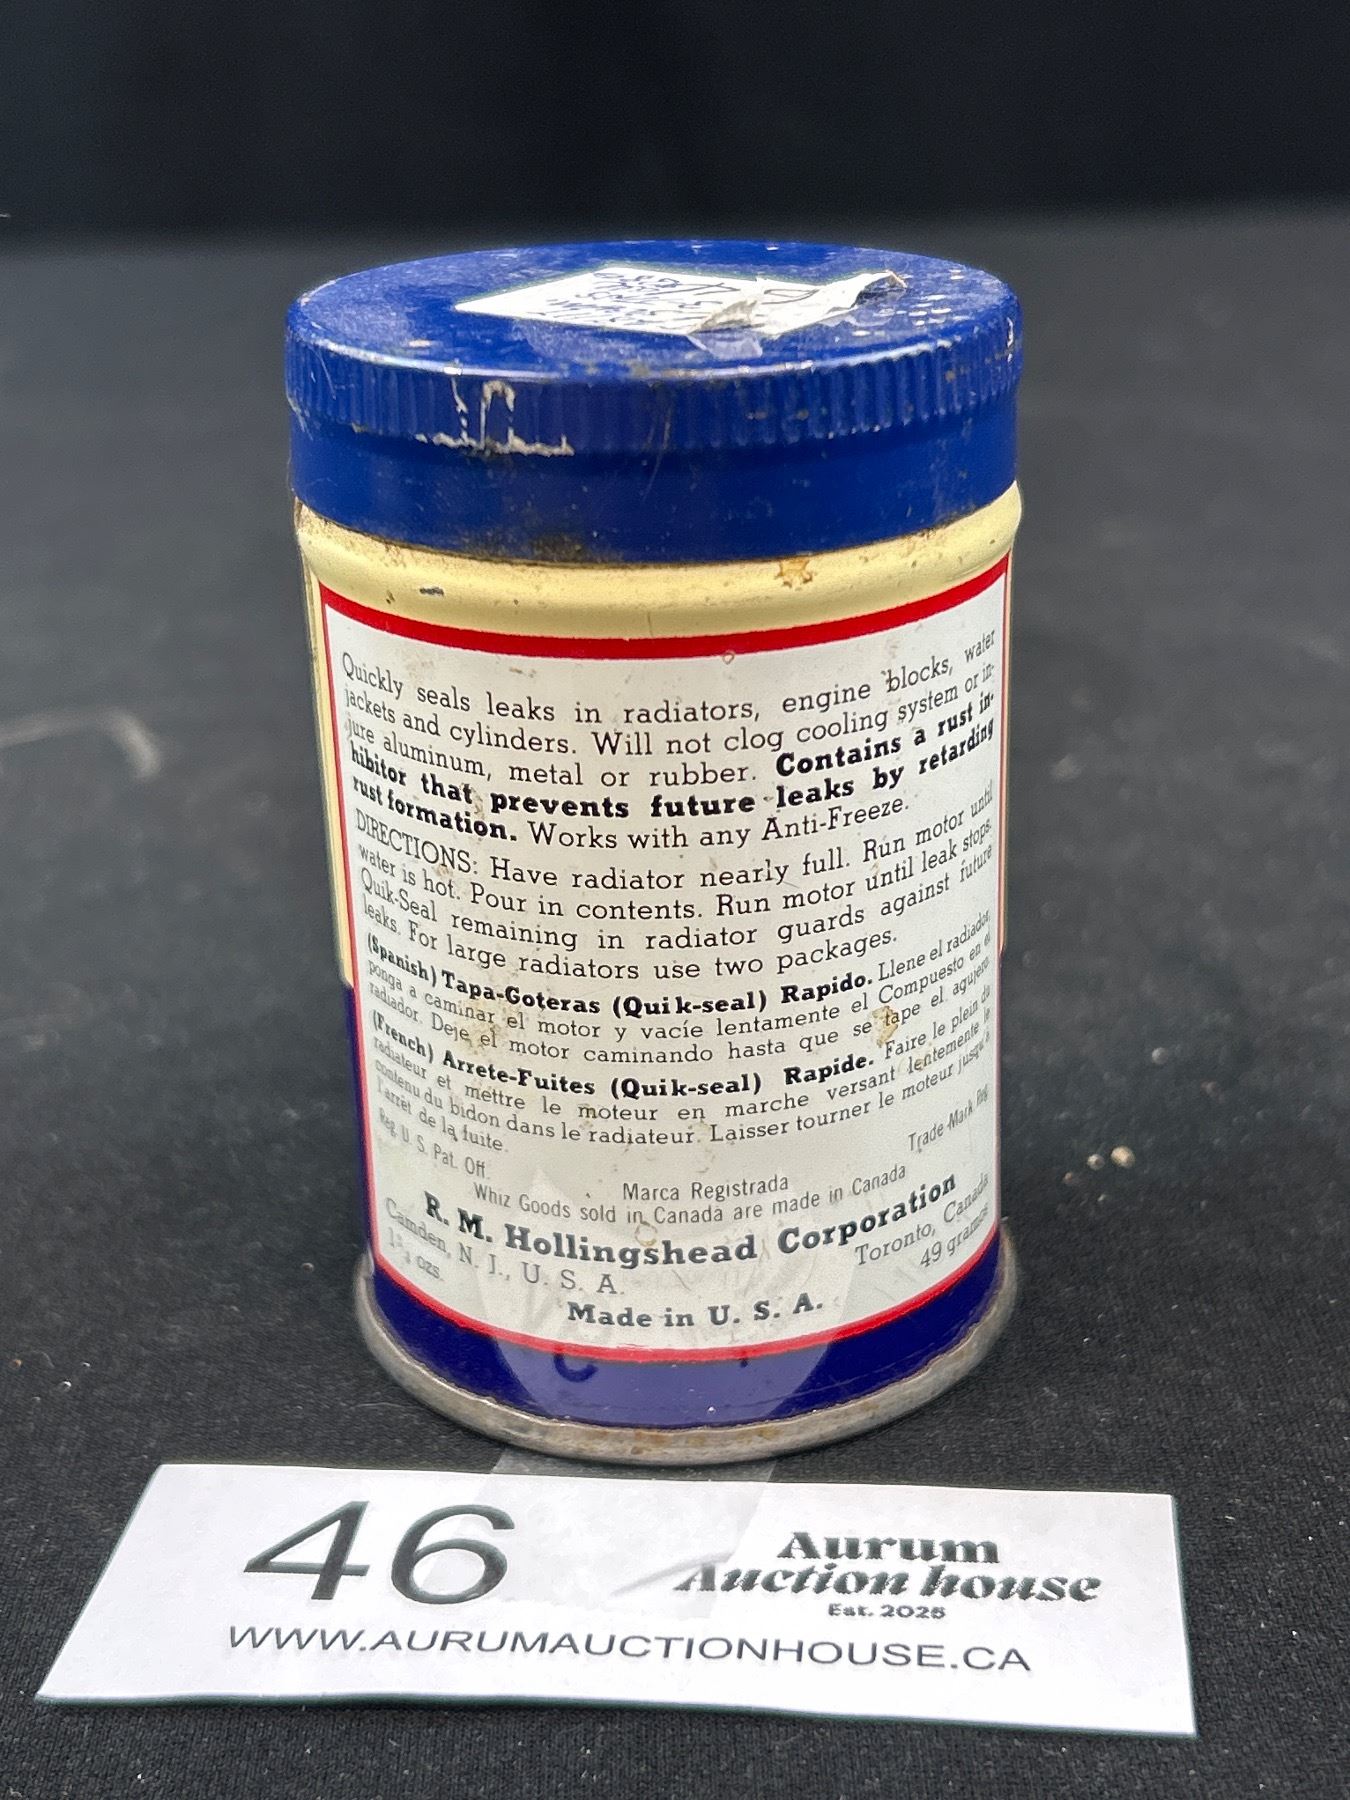 Quickly seals leaks in radiators, engine blocks, water
jackets and cylinders. Will not clog cooling system or in-
jure aluminum, metal or rubber. Contains a rust in-
hibitor that prevents future leaks by retarding
rust formation. Works with any Anti-Freeze.
DIRECTIONS: Have radiator nearly full. Run motor until
water is hot. Pour in contents. Run motor until leak stops.
Quik-Seal remaining in radiator guards against future
leaks. For large radiators use two packages.
(Spanish) Tapa-Goteras (Quik-seal) Rapido. Llene el radiador,
ponga a caminar el motor y vacíe lentamente el Compuesto en el
radiador. Deje el motor caminando hasta que se tape el agujero.
(French) Arrete-Fuites (Quik-seal) Rapide. Faire le plein du
radiateur et mettre le moteur en marche versant lentemente le
contenu du bidon dans le radiateur. Laisser tourner le moteur jusqu'à
l'arrêt de la fuite.
Reg. U. S. Pat. Off. Marca Registrada Trade Mark Reg.
Whiz Goods sold in Canada are made in Canada
R. M. Hollingshead Corporation
Camden, N. J., U. S. A. Toronto, Canada
ozs. 49 gramos
Made in U. S. A.
46
Aurum
Auction house
Est. 2025
WWW.AURUMAUCTIONHOUSE.CA